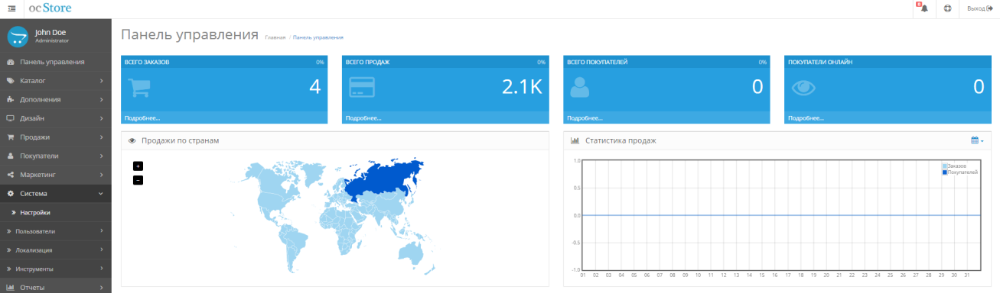 ocStore
0
Выход
John Doe
Administrator
Панель управления
Каталог
Дополнения
Дизайн
Продажи
Покупатели
Маркетинг
Система
Настройки
Пользователи
Локализация
Инструменты
Отчеты
Панель управления
Главная / Панель управления
ВСЕГО ЗАКАЗОВ 0%
4
Подробнее...
ВСЕГО ПРОДАЖ 0%
2.1K
Подробнее...
ВСЕГО ПОКУПАТЕЛЕЙ 0%
0
Подробнее...
ПОКУПАТЕЛИ ОНЛАЙН
0
Подробнее...
Продажи по странам
+
−
Статистика продаж
Заказов
Покупателей
1.0
0.5
0.0
-0.5
-1.0
01 02 03 04 05 06 07 08 09 10 11 12 13 14 15 16 17 18 19 20 21 22 23 24 25 26 27 28 29 30 31